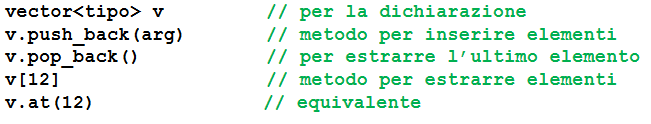 vector<tipo> v // per la dichiarazione
v.push_back(arg) // metodo per inserire elementi
v.pop_back() // per estrarre l’ultimo elemento
v[12] // metodo per estrarre elementi
v.at(12) // equivalente